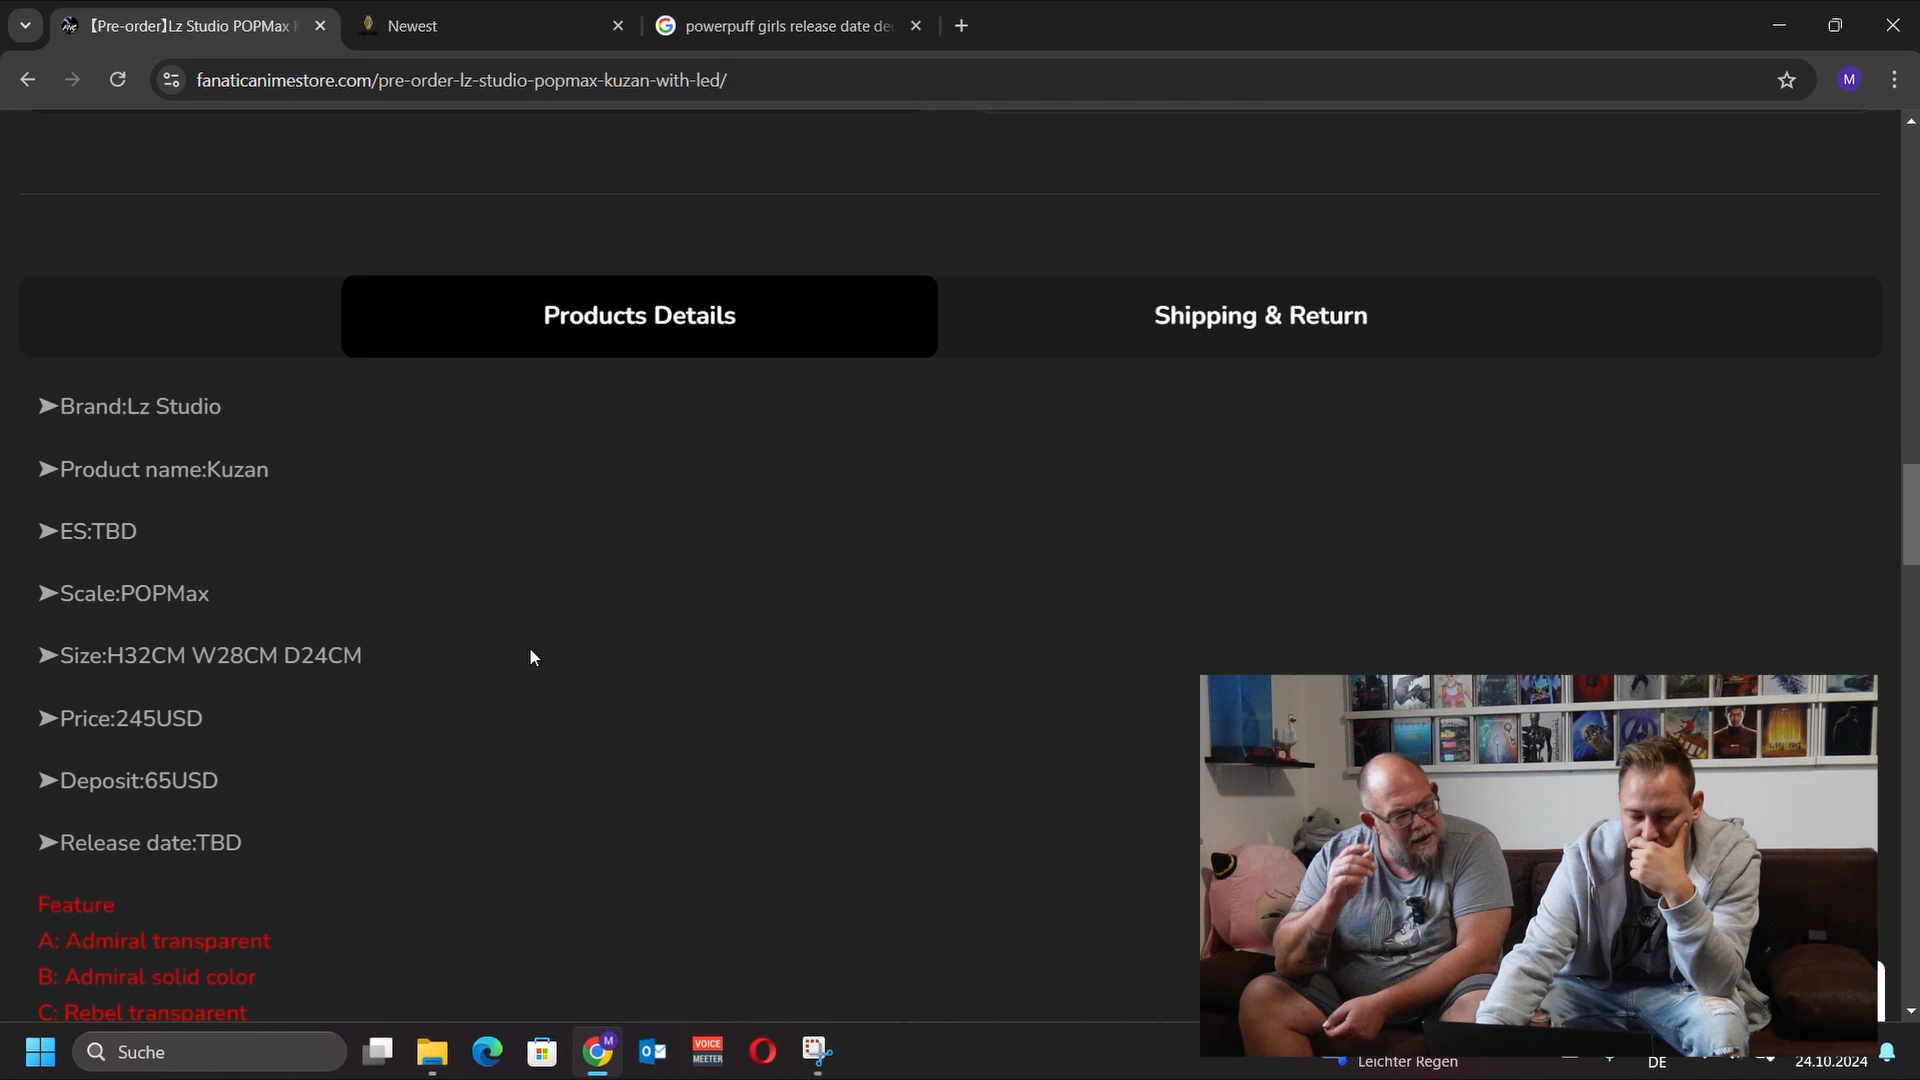 【Pre-order】Lz Studio POPMax
Newest
powerpuff girls release date
fanaticanimestore.com/pre-order-lz-studio-popmax-kuzan-with-led/
M
Products Details
Shipping & Return
➤Brand:Lz Studio
➤Product name:Kuzan
➤ES:TBD
➤Scale:POPMax
➤Size:H32CM W28CM D24CM
➤Price:245USD
➤Deposit:65USD
➤Release date:TBD
Feature
A: Admiral transparent
B: Admiral solid color
C: Rebel transparent
Suche
M
VOICE
MEETER
Leichter Regen
DE
24.10.2024